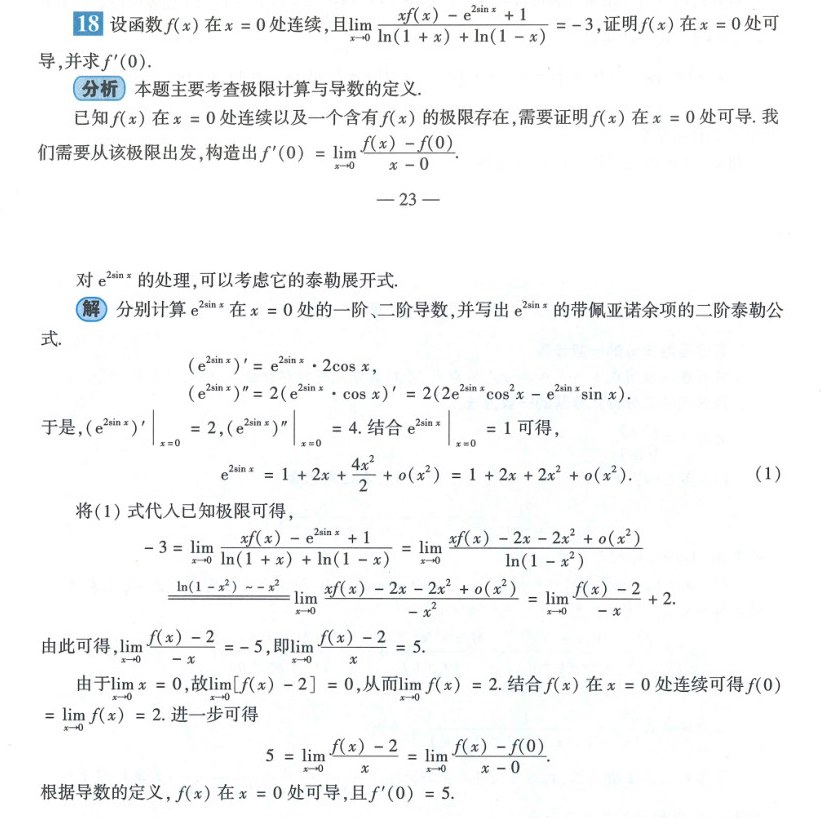 18 设函数 f(x) 在 x = 0 处连续,且 lim_{x→0} \frac{xf(x) - e^{2sin x} + 1}{ln(1 + x) + ln(1 - x)} = -3,证明 f(x) 在 x = 0 处可
导,并求 f'(0).
分析 本题主要考查极限计算与导数的定义.
已知 f(x) 在 x = 0 处连续以及一个含有 f(x) 的极限存在,需要证明 f(x) 在 x = 0 处可导. 我
们需要从该极限出发,构造出 f'(0) = lim_{x→0} \frac{f(x) - f(0)}{x - 0}.
— 23 —
对 e^{2sin x} 的处理,可以考虑它的泰勒展开式.
解 分别计算 e^{2sin x} 在 x = 0 处的一阶、二阶导数,并写出 e^{2sin x} 的带佩亚诺余项的二阶泰勒公
式.
(e^{2sin x})' = e^{2sin x} · 2cos x,
(e^{2sin x})'' = 2(e^{2sin x} · cos x)' = 2(2e^{2sin x}cos²x - e^{2sin x}sin x).
于是,(e^{2sin x})'|_{x=0} = 2,(e^{2sin x})''|_{x=0} = 4. 结合 e^{2sin x}|_{x=0} = 1 可得,
e^{2sin x} = 1 + 2x + \frac{4x²}{2} + o(x²) = 1 + 2x + 2x² + o(x²). (1)
将(1) 式代入已知极限可得,
-3 = lim_{x→0} \frac{xf(x) - e^{2sin x} + 1}{ln(1 + x) + ln(1 - x)} = lim_{x→0} \frac{xf(x) - 2x - 2x² + o(x²)}{ln(1 - x²)}
ln(1 - x²) ~ -x² = lim_{x→0} \frac{xf(x) - 2x - 2x² + o(x²)}{-x²} = lim_{x→0} \frac{f(x) - 2}{-x} + 2.
由此可得,lim_{x→0} \frac{f(x) - 2}{-x} = -5,即 lim_{x→0} \frac{f(x) - 2}{x} = 5.
由于 lim_{x→0} x = 0,故 lim_{x→0}[f(x) - 2] = 0,从而 lim_{x→0} f(x) = 2. 结合 f(x) 在 x = 0 处连续可得 f(0)
= lim_{x→0} f(x) = 2. 进一步可得
5 = lim_{x→0} \frac{f(x) - 2}{x} = lim_{x→0} \frac{f(x) - f(0)}{x - 0}.
根据导数的定义, f(x) 在 x = 0 处可导,且 f'(0) = 5.